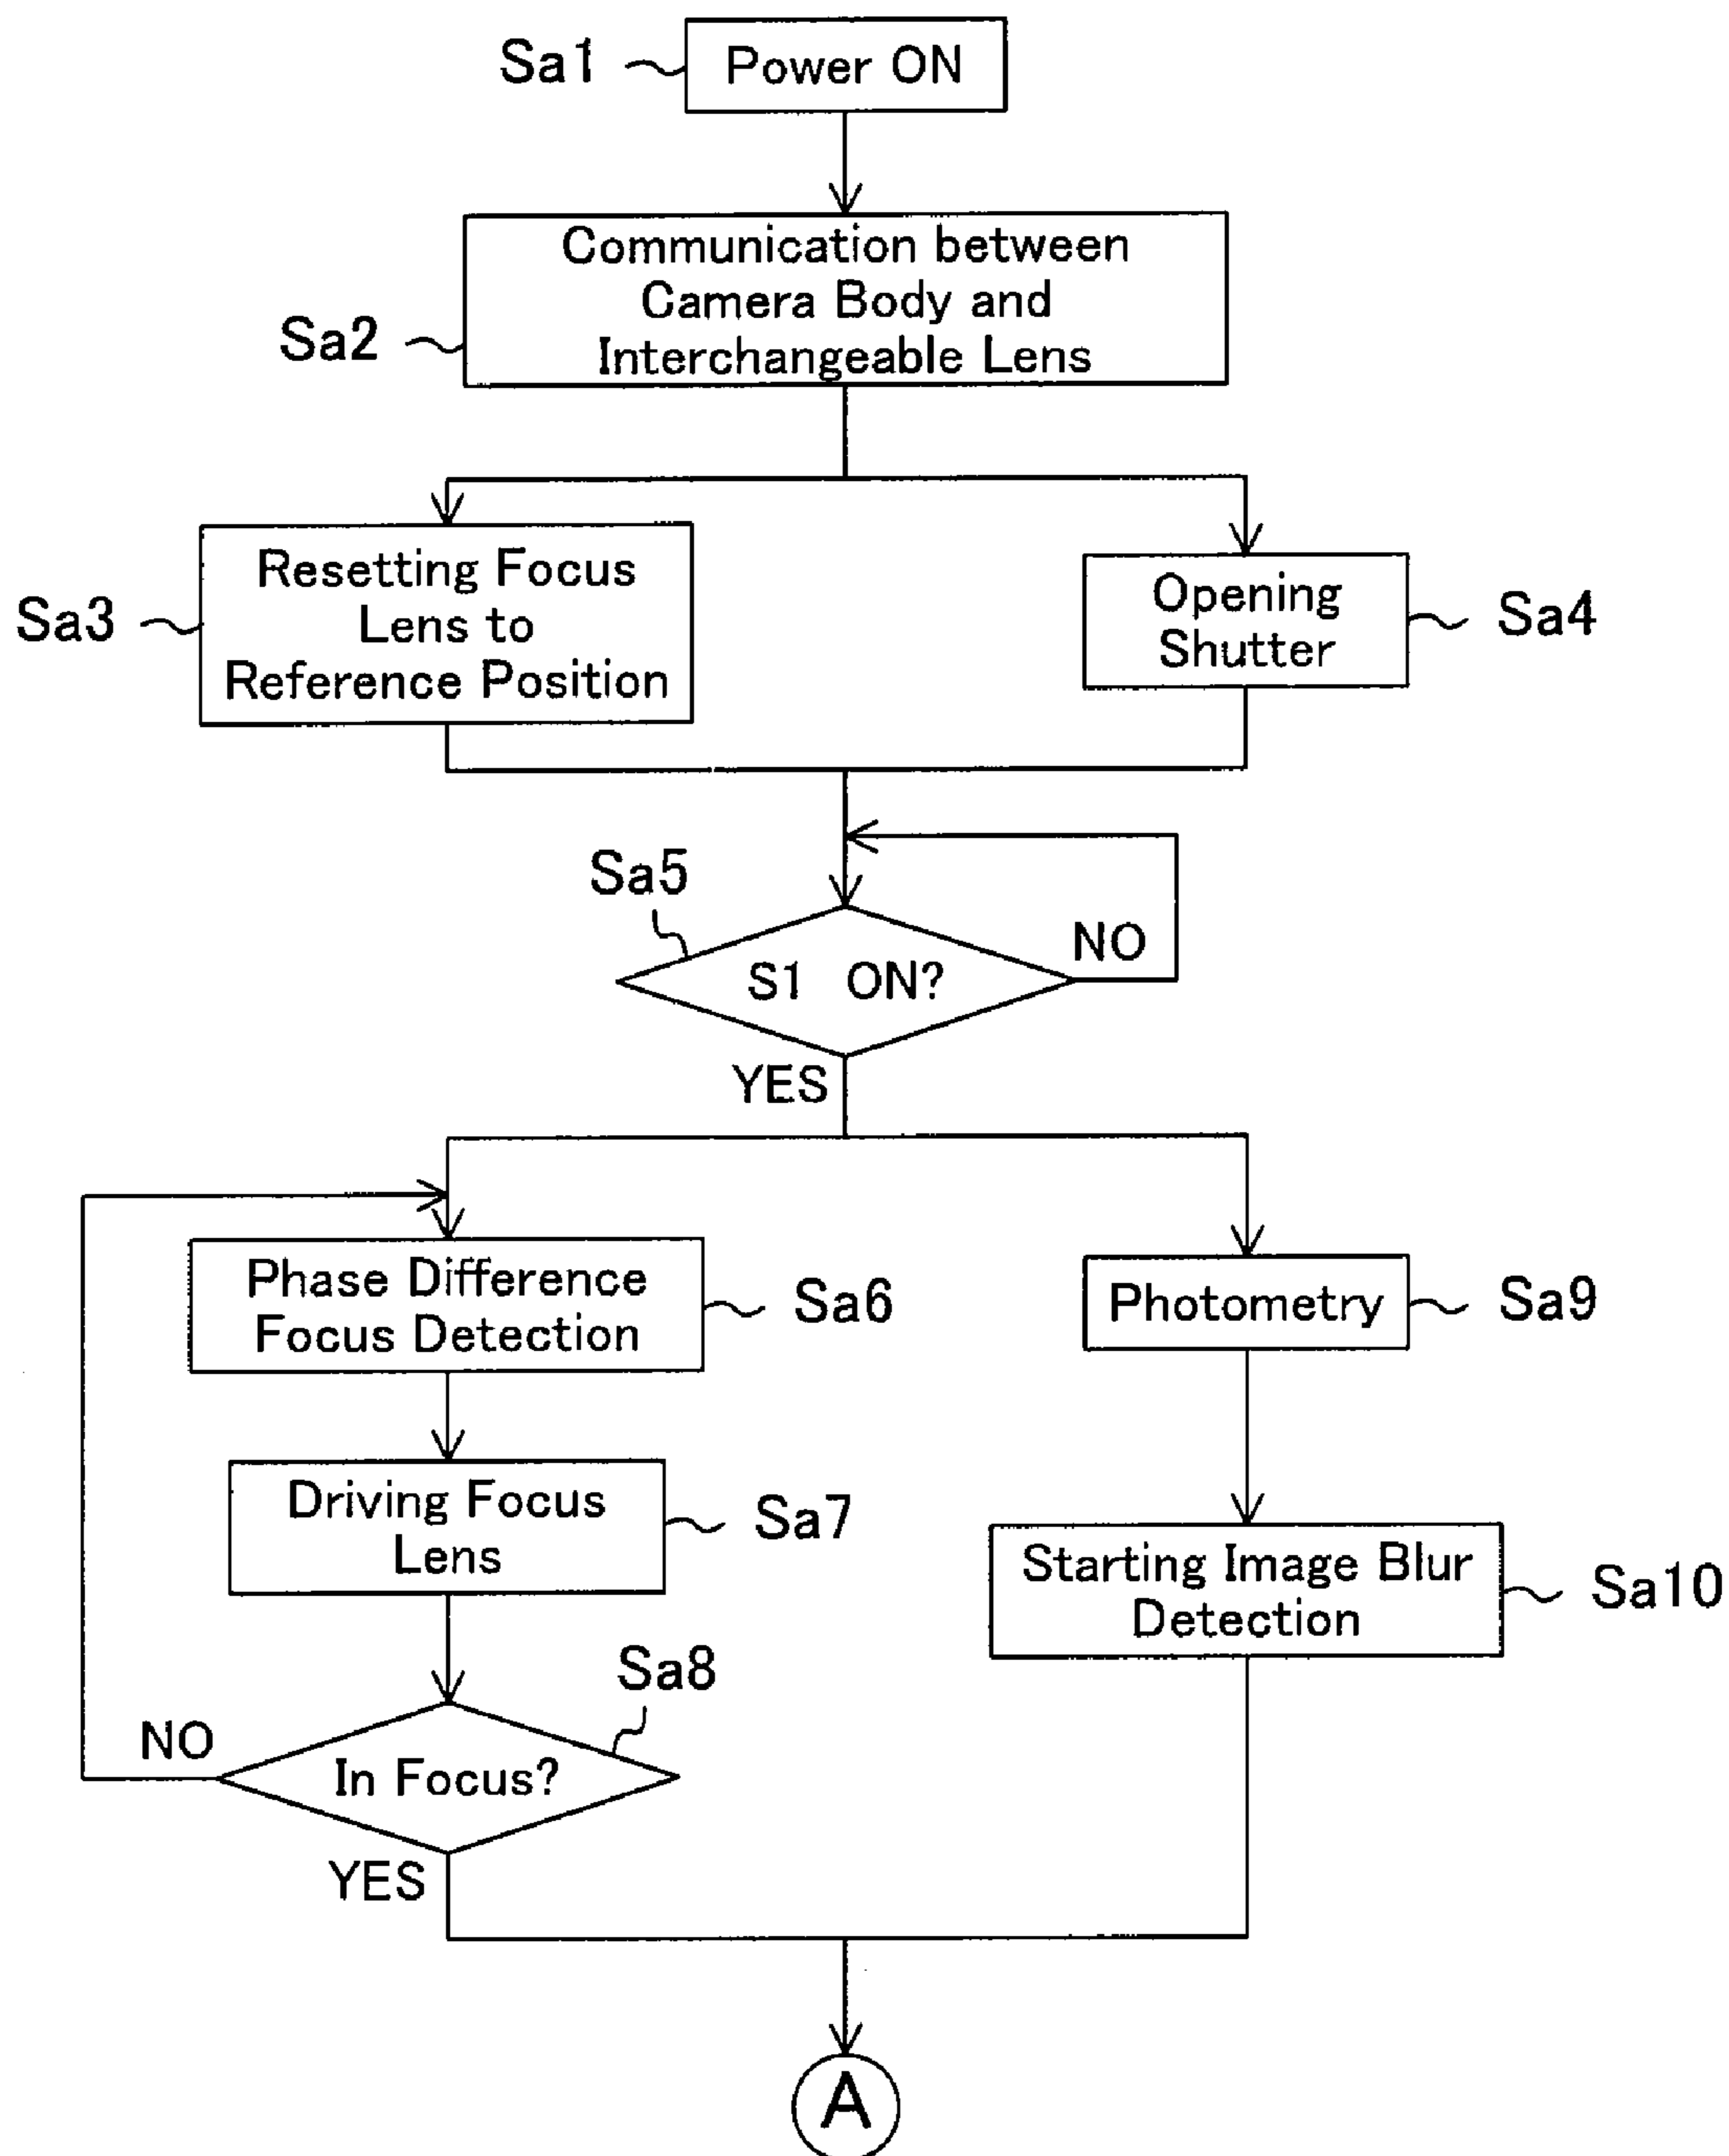 Sa1
Power ON
Communication between
Camera Body and
Interchangeable Lens
Sa2
Resetting Focus
Lens to
Reference Position
Sa3
Opening
Shutter
Sa4
Sa5
S1 ON?
NO
YES
Phase Difference
Focus Detection
Sa6
Photometry
Sa9
Driving Focus
Lens
Sa7
Starting Image Blur
Detection
Sa10
Sa8
NO
In Focus?
YES
A